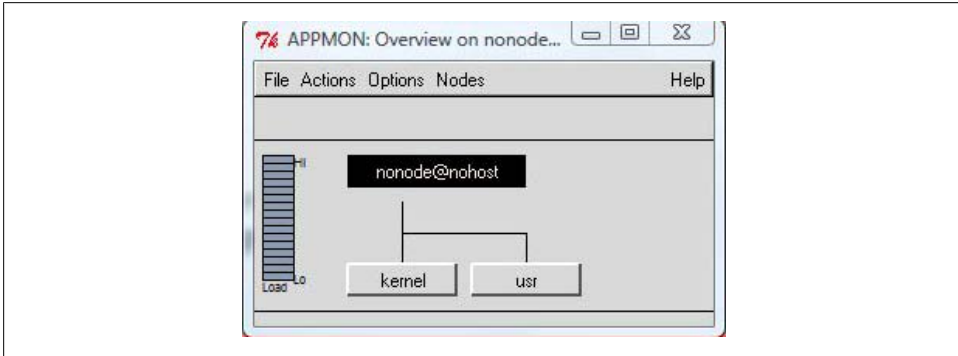 APPMON: Overview on nonode...
File Actions Options Nodes Help
nonode@nohost
Hi
Lo
Load
kernel usr